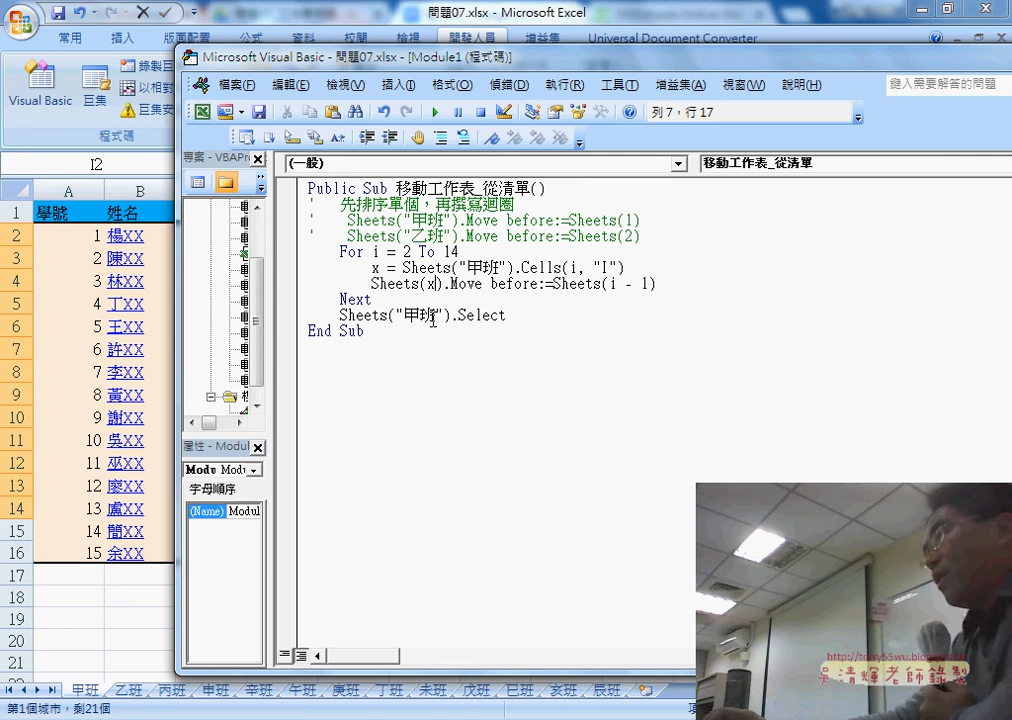 問題07.xlsx - Microsoft Excel
常用 插入 版面配置 公式 資料 校閱 檢視 開發人員 增益集 Universal Document Converter
Microsoft Visual Basic - 問題07.xlsx - [Module1 (程式碼)]
Visual Basic
巨集
錄製巨
以相對
巨集安
程式碼
檔案(F) 編輯(E) 檢視(V) 插入(I) 格式(O) 偵錯(D) 執行(R) 工具(T) 增益集(A) 視窗(W) 說明(H)
鍵入需要解答的問題
列 7，行 17
I2
專案 - VBAPr
(一般)
移動工作表_從清單
Public Sub 移動工作表_從清單()
' 先排序單個，再撰寫迴圈
' Sheets("甲班").Move before:=Sheets(1)
' Sheets("乙班").Move before:=Sheets(2)
For i = 2 To 14
x = Sheets("甲班").Cells(i, "I")
Sheets(x).Move before:=Sheets(i - 1)
Next
Sheets("甲班").Select
End Sub
A B
1 學號 姓名
2 1 楊XX
3 2 陳XX
4 3 林XX
5 4 丁XX
6 5 王XX
7 6 許XX
8 7 李XX
9 8 黃XX
10 9 謝XX
11 10 吳XX
12 11 巫XX
13 12 廖XX
14 13 盧XX
15 14 簡XX
16 15 余XX
17
18
19
20
21
屬性 - Modul
Modu Modu
字母順序
(Name) Modul
甲班 乙班 丙班 申班 辛班 午班 庚班 丁班 未班 戊班 巳班 亥班 辰班
第1個城市，剩21個
http://terry55wu.blogspot
吳清輝老師錄製